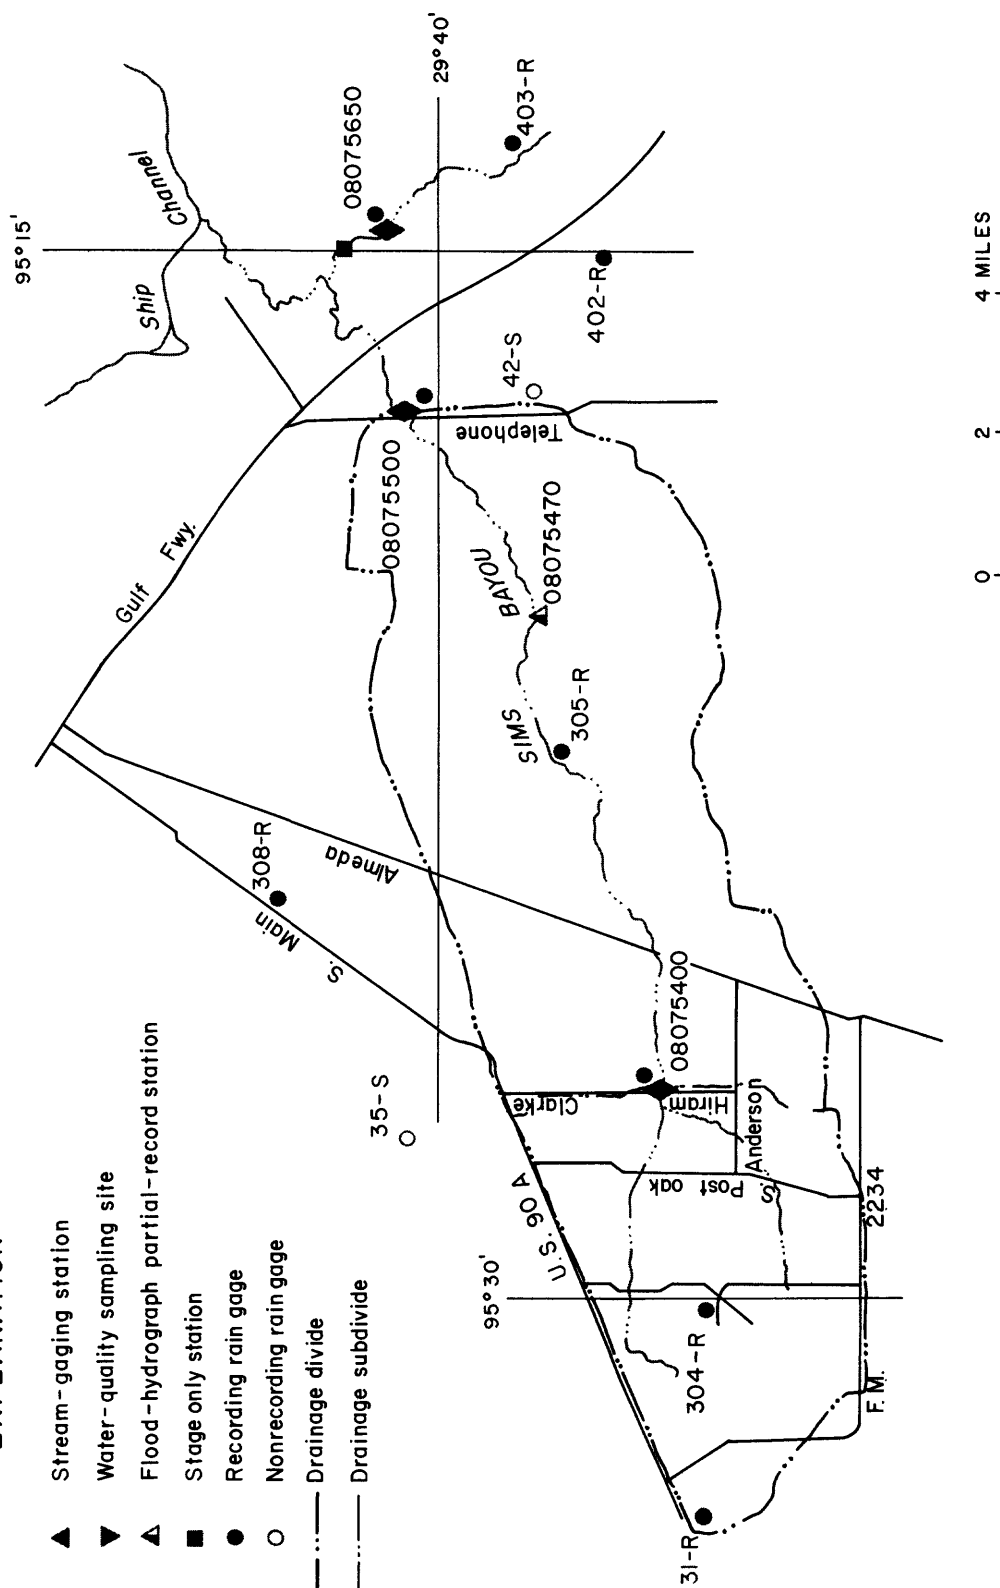 EXPLANATION
Stream-gaging station
Water-quality sampling site
Flood-hydrograph partial-record station
Stage only station
Recording rain gage
Nonrecording rain gage
Drainage divide
Drainage subdivide
31-R
304-R
F.M. 2234
95°30'
U.S. 90 A
S. Post oak
Anderson
Hiram Clarke
08075400
35-S
S. Main
308-R
Almeda
SIMS BAYOU
305-R
08075470
08075500
Gulf Fwy.
Telephone
42-S
402-R
Ship Channel
95°15'
08075650
403-R
29°40'
0 2 4 MILES